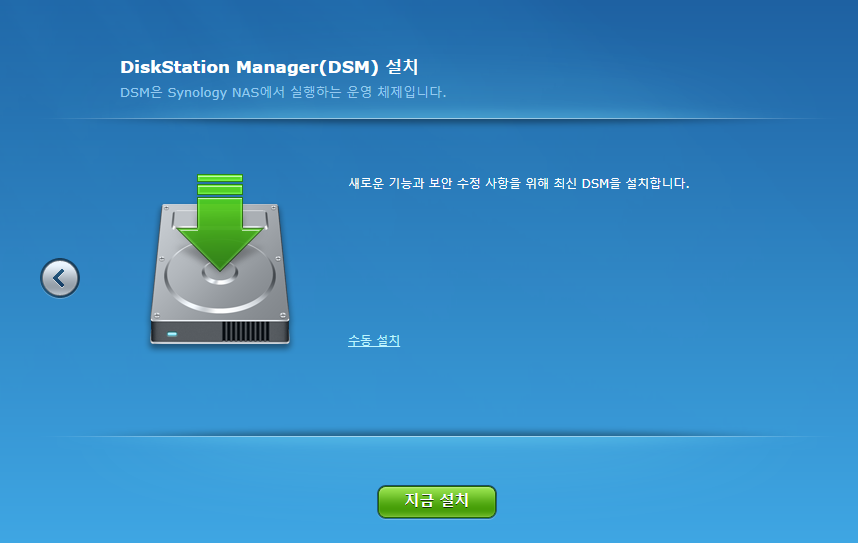 DiskStation Manager(DSM) 설치
DSM은 Synology NAS에서 실행하는 운영 체제입니다.
새로운 기능과 보안 수정 사항을 위해 최신 DSM을 설치합니다.
수동 설치
지금 설치